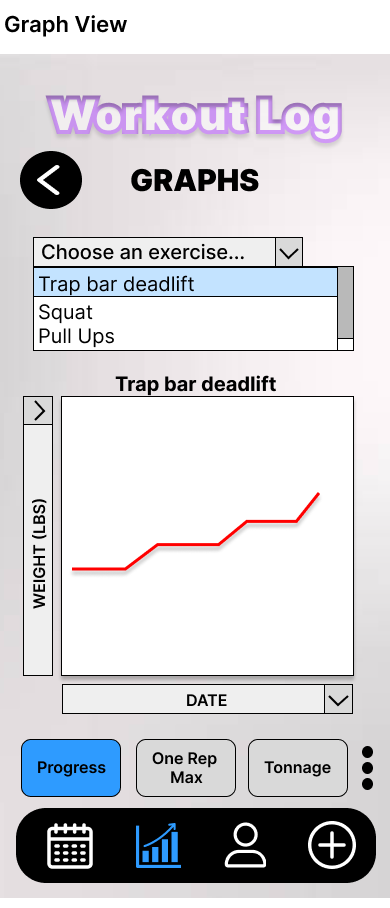 Graph View
Workout Log
GRAPHS
Choose an exercise...
Trap bar deadlift
Squat
Pull Ups
Trap bar deadlift
WEIGHT (LBS)
DATE
Progress
One Rep
Max
Tonnage